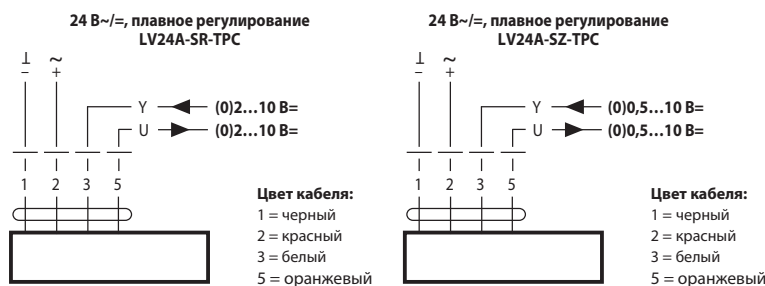 24 В~/=, плавное регулирование
LV24A-SR-TPC
⊥ ~
– +
Y (0)2…10 В=
U (0)2…10 В=
1 2 3 5
Цвет кабеля:
1 = черный
2 = красный
3 = белый
5 = оранжевый
24 В~/=, плавное регулирование
LV24A-SZ-TPC
⊥ ~
– +
Y (0)0,5…10 В=
U (0)0,5…10 В=
1 2 3 5
Цвет кабеля:
1 = черный
2 = красный
3 = белый
5 = оранжевый